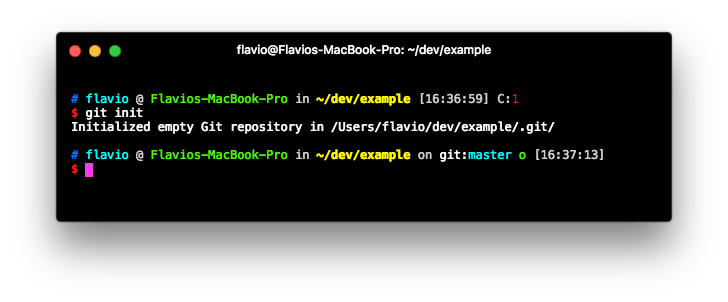 flavio@Flavios-MacBook-Pro: ~/dev/example
# flavio @ Flavios-MacBook-Pro in ~/dev/example [16:36:59] C:1
$ git init
Initialized empty Git repository in /Users/flavio/dev/example/.git/
# flavio @ Flavios-MacBook-Pro in ~/dev/example on git:master o [16:37:13]
$